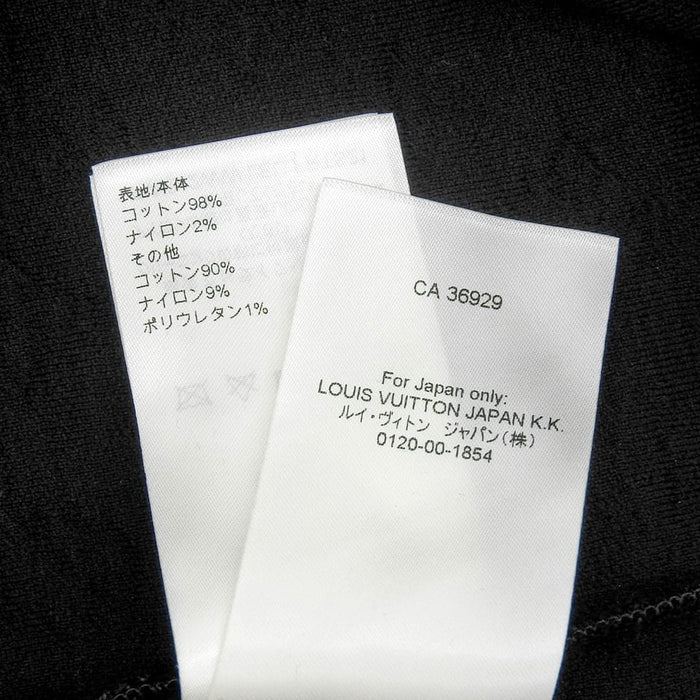 表地/本体
コットン98%
ナイロン2%
その他
コットン90%
ナイロン9%
ポリウレタン1%
CA 36929
For Japan only:
LOUIS VUITTON JAPAN K.K.
ルイ・ヴィトン ジャパン(株)
0120-00-1854